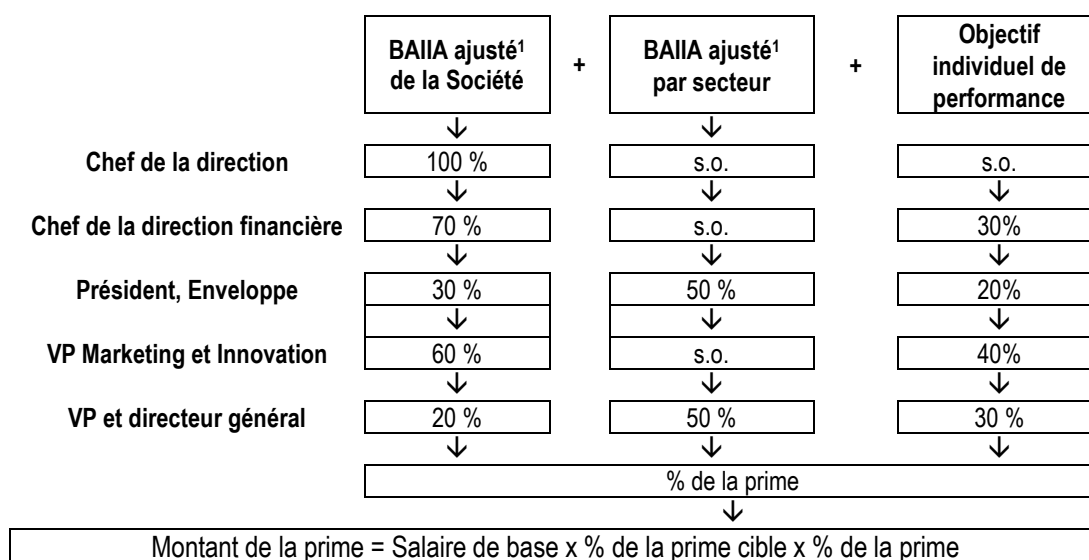 BAIIA ajusté¹
de la Société
+
BAIIA ajusté¹
par secteur
+
Objectif
individuel de
performance
Chef de la direction
100 %
s.o.
s.o.
Chef de la direction financière
70 %
s.o.
30%
Président, Enveloppe
30 %
50 %
20%
VP Marketing et Innovation
60 %
s.o.
40%
VP et directeur général
20 %
50 %
30 %
% de la prime
Montant de la prime = Salaire de base x % de la prime cible x % de la prime